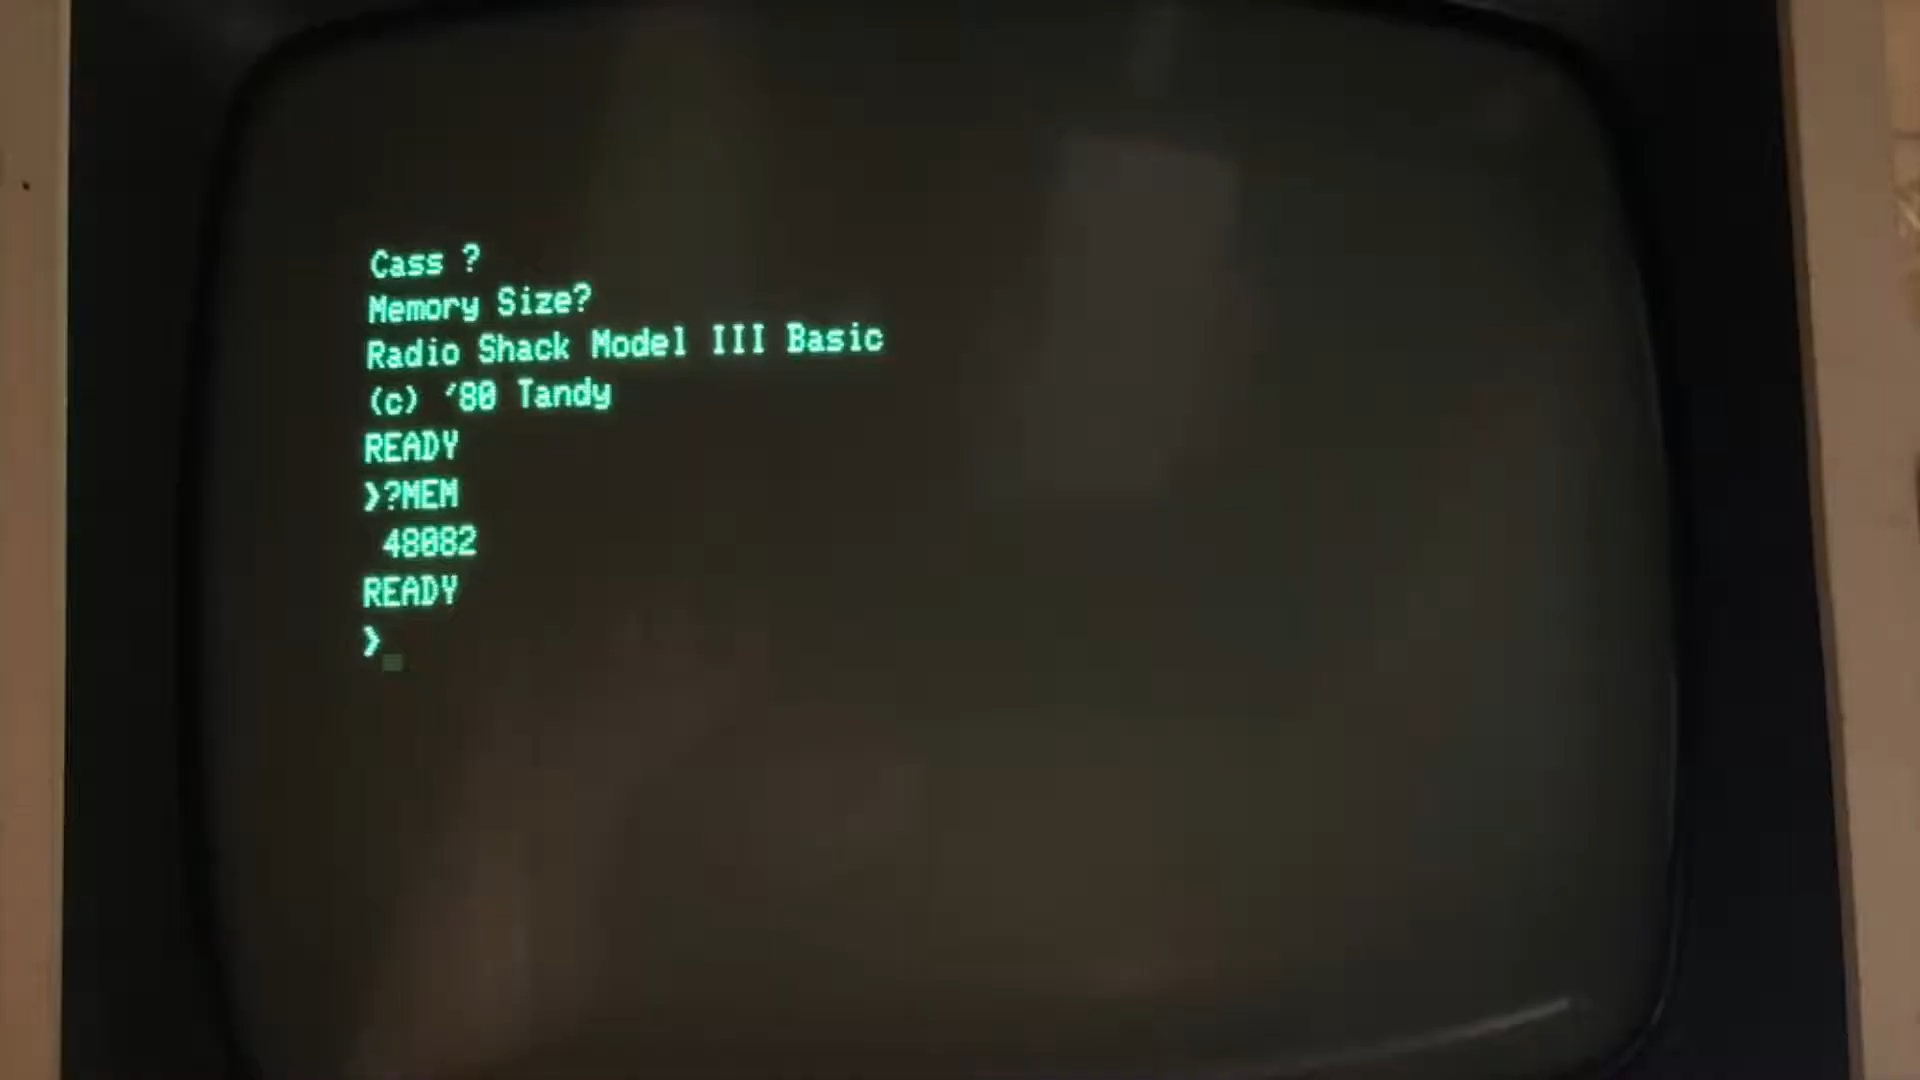 Cass ?
Memory Size?
Radio Shack Model III Basic
(c) '80 Tandy
READY
>?MEM
 48082
READY
>